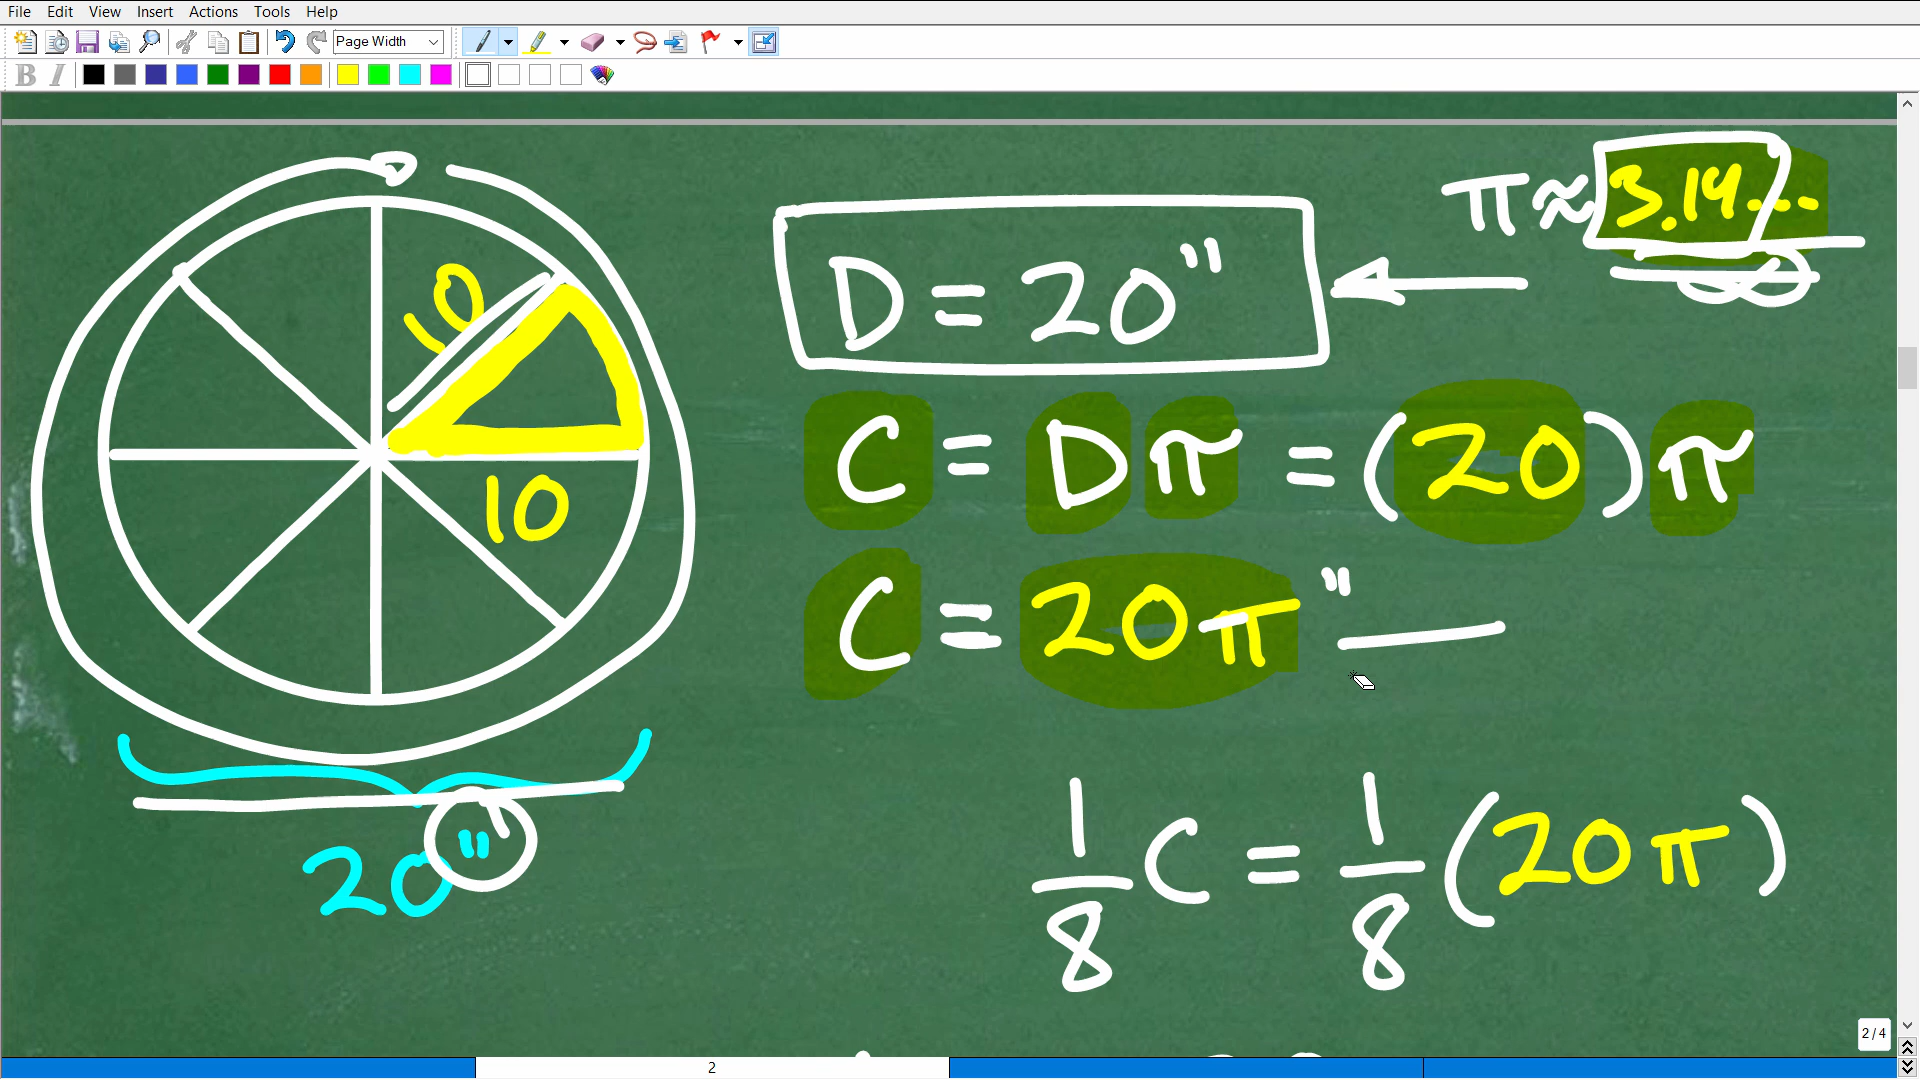 File Edit View Insert Actions Tools Help
Page Width
B I
π ≈ 3.14...
10
D = 20"
C = Dπ = (20)π
10
C = 20π"
20"
1/8 C = 1/8 (20π)
2 / 4
2